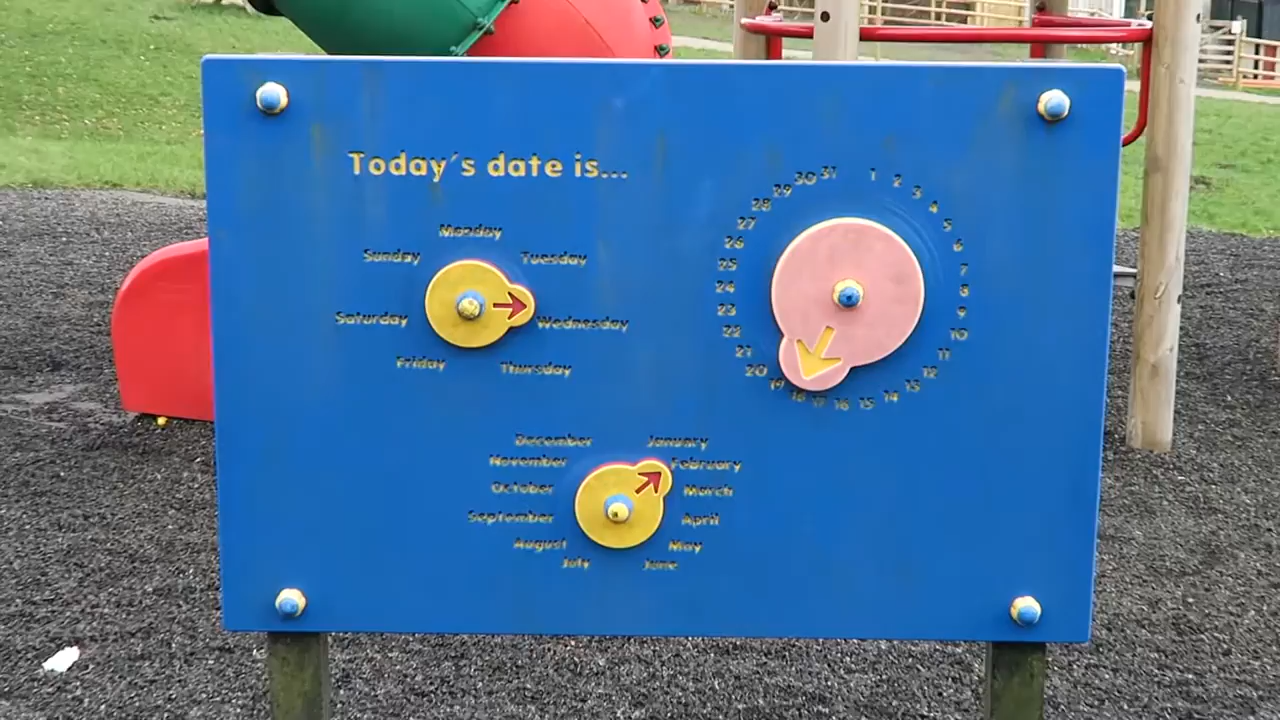 Today's date is...
Monday
Tuesday
Wednesday
Thursday
Friday
Saturday
Sunday
1
2
3
4
5
6
7
8
9
10
11
12
13
14
15
16
17
18
19
20
21
22
23
24
25
26
27
28
29
30
31
January
February
March
April
May
June
July
August
September
October
November
December